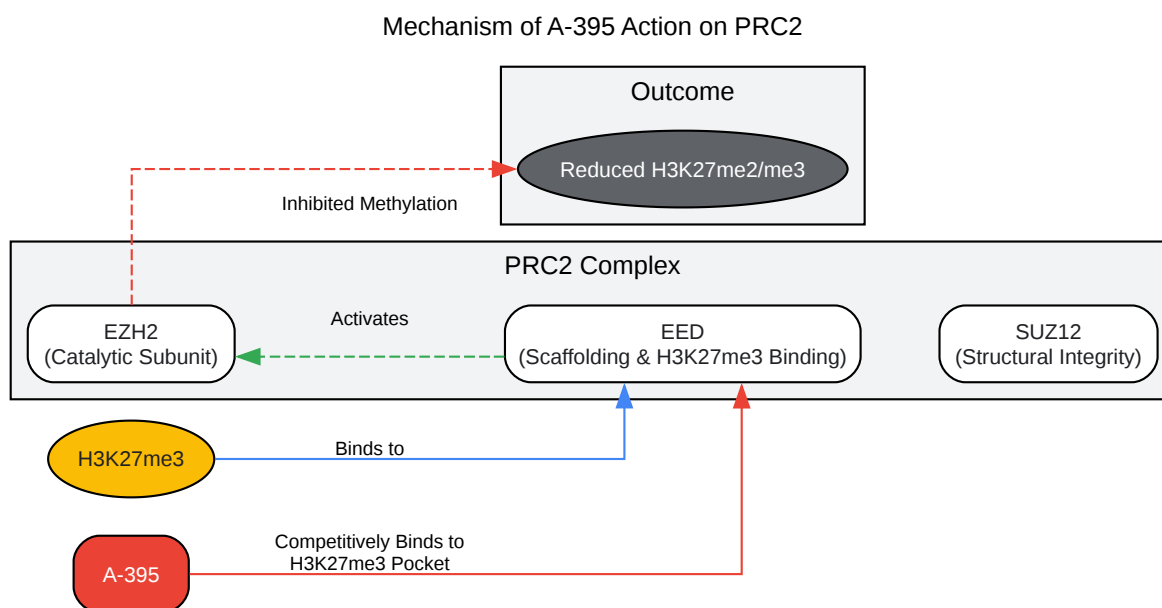 Mechanism of A-395 Action on PRC2
Outcome
Reduced H3K27me2/me3
Inhibited Methylation
PRC2 Complex
EZH2
(Catalytic Subunit)
Activates
EED
(Scaffolding & H3K27me3 Binding)
SUZ12
(Structural Integrity)
H3K27me3
Binds to
A-395
Competitively Binds to
H3K27me3 Pocket